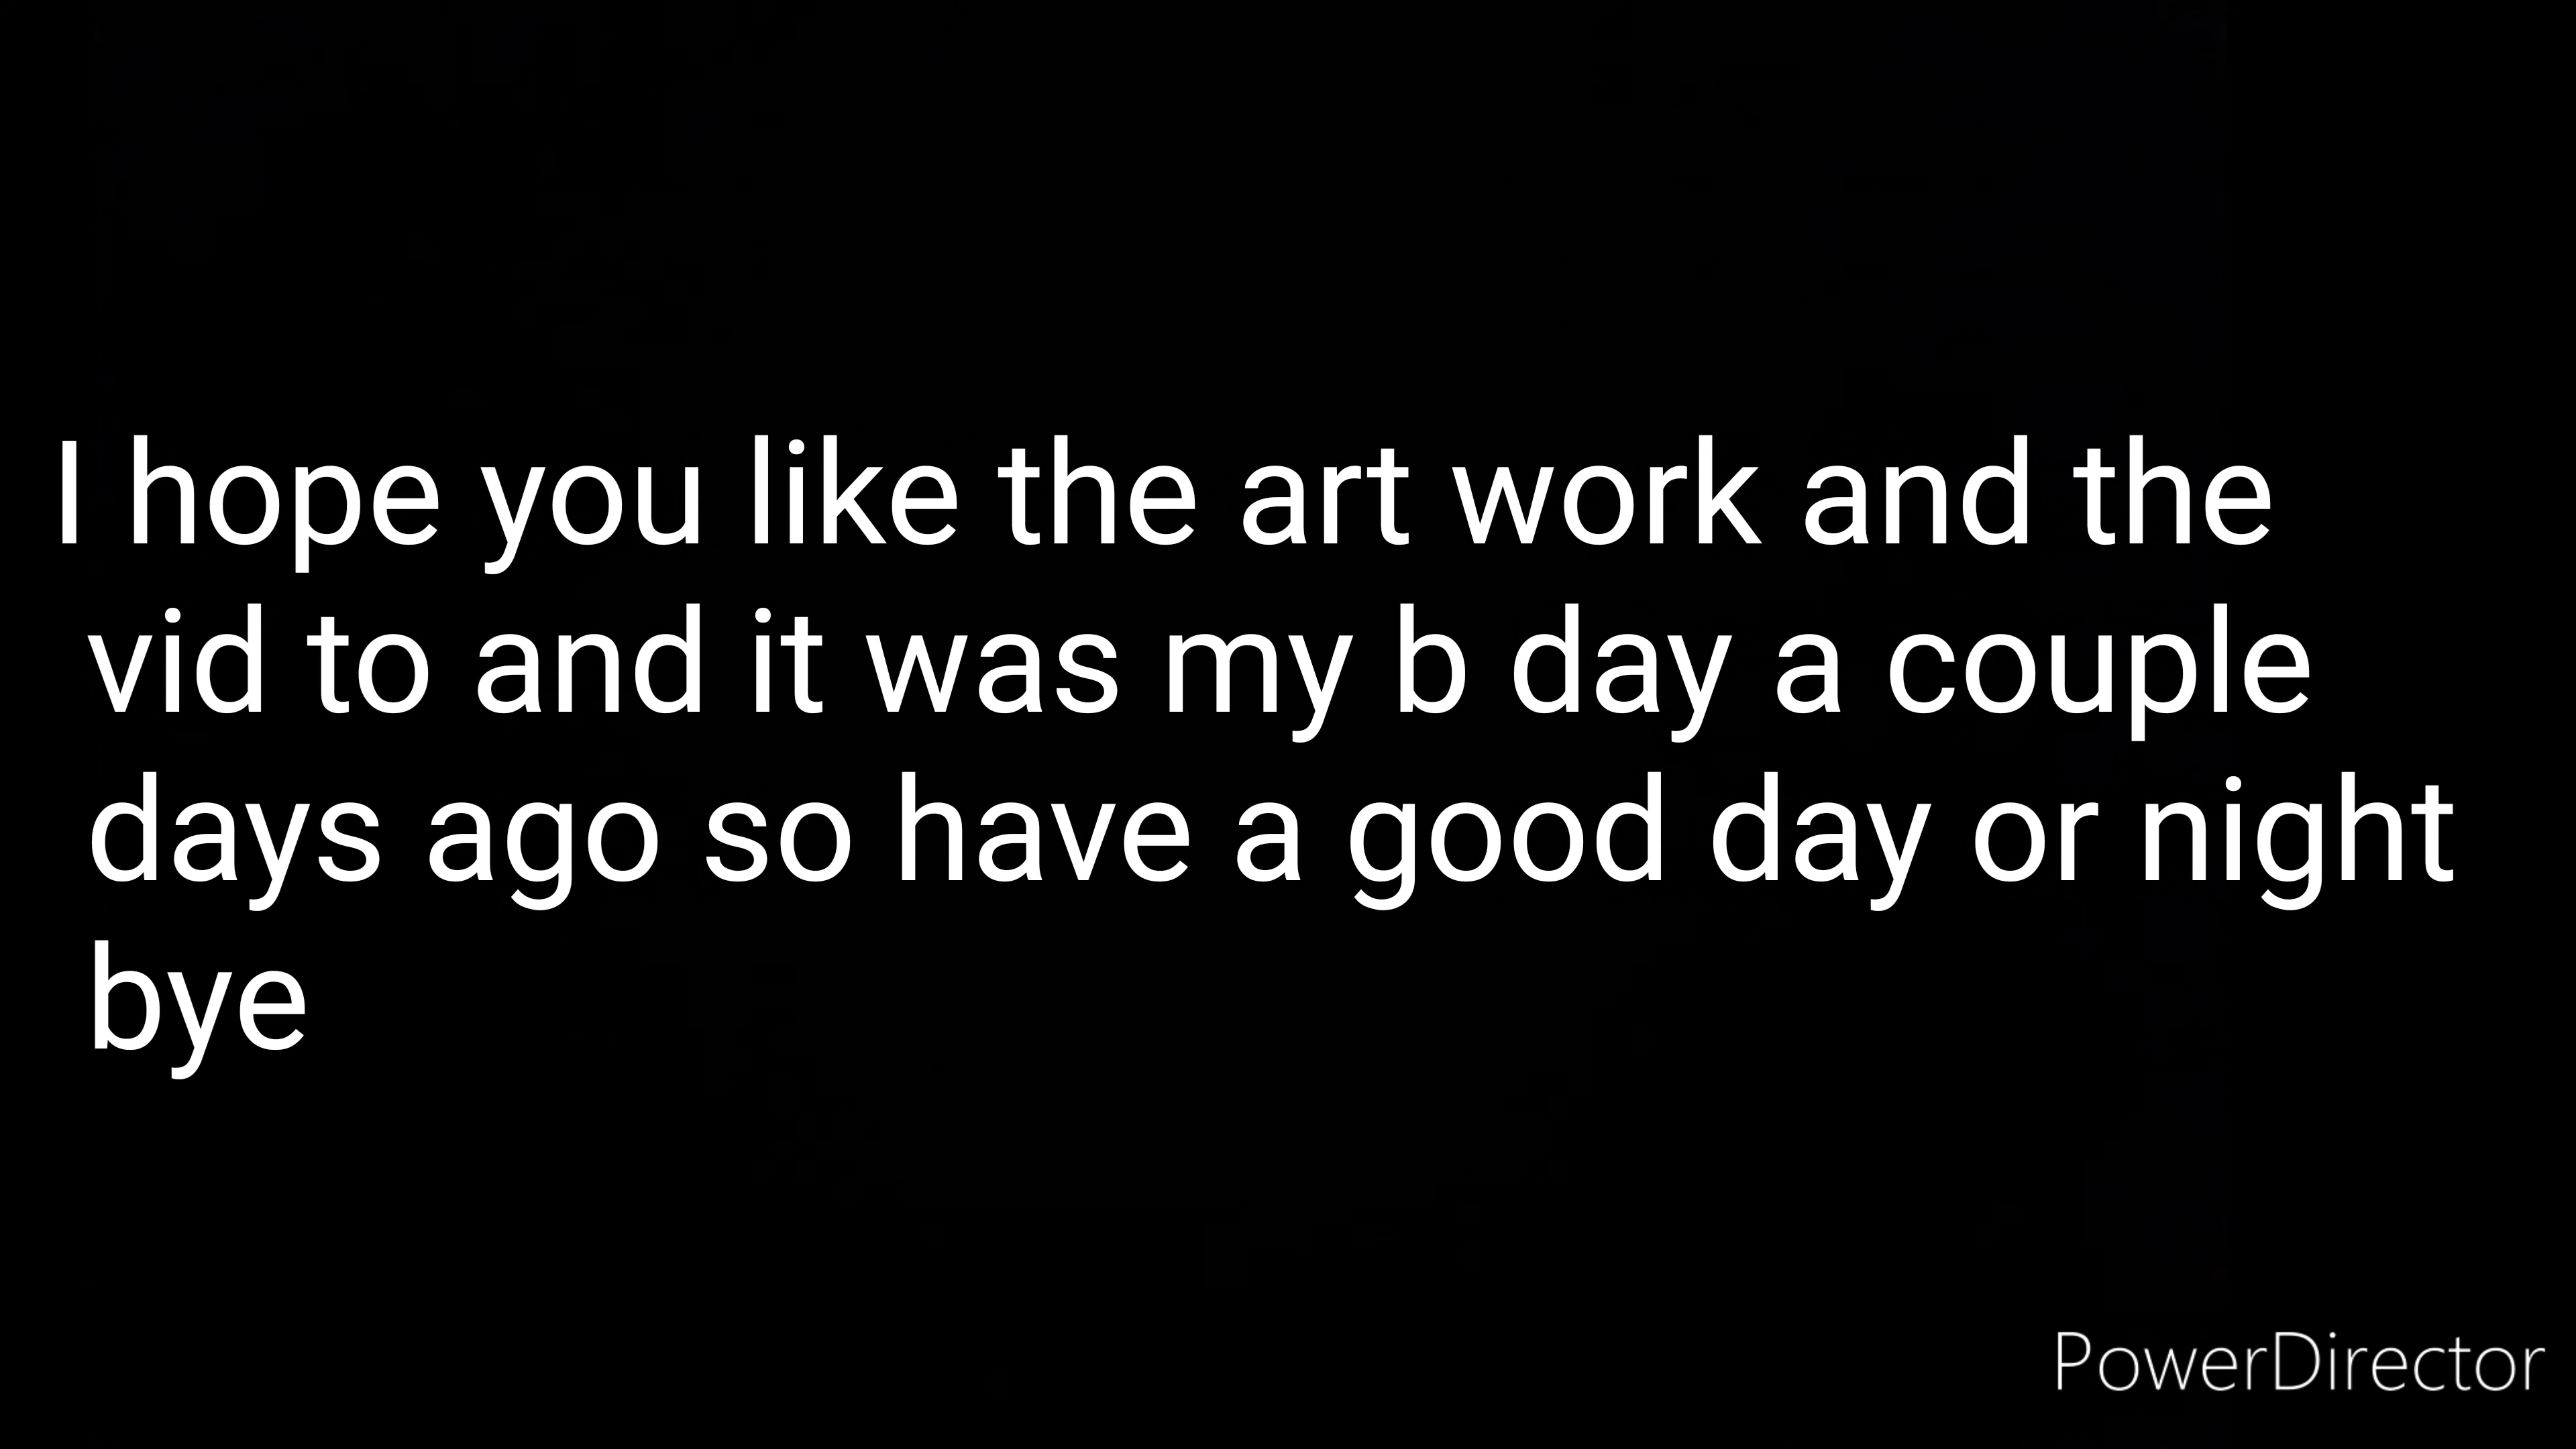 I hope you like the art work and the
vid to and it was my b day a couple
days ago so have a good day or night
bye
PowerDirector